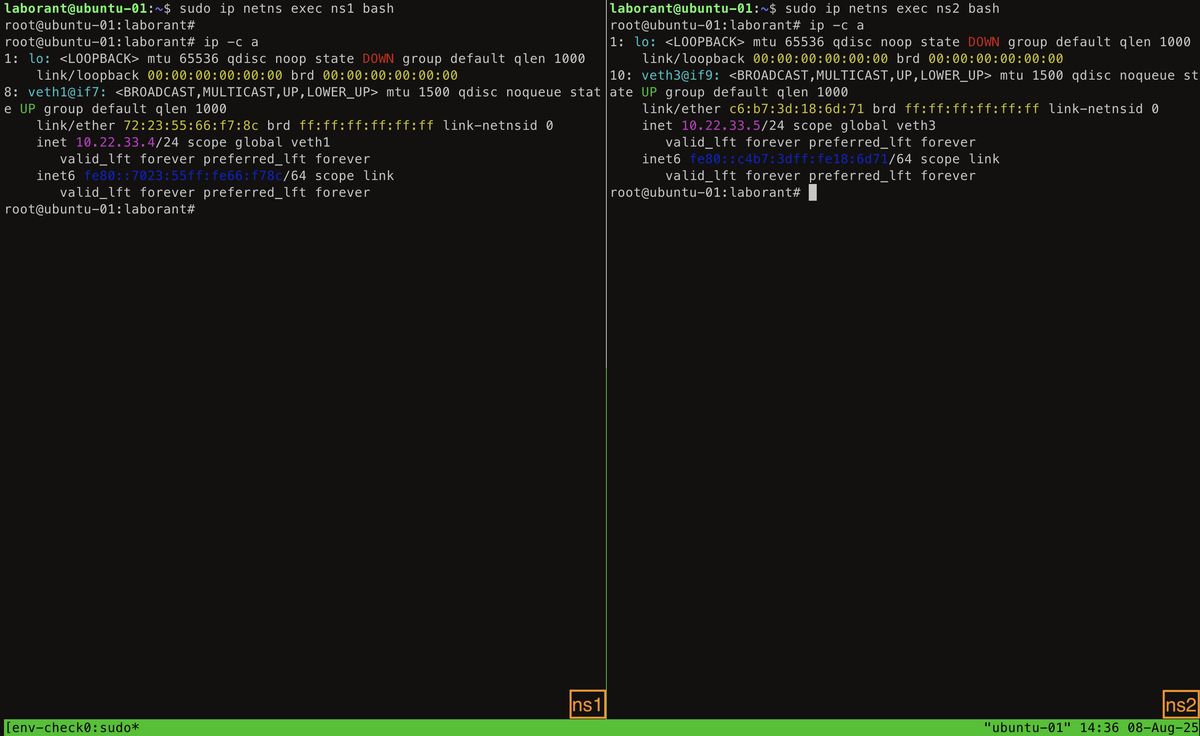 laborant@ubuntu-01:~$ sudo ip netns exec ns1 bash
root@ubuntu-01:laborant#
root@ubuntu-01:laborant# ip -c a
1: lo: <LOOPBACK> mtu 65536 qdisc noop state DOWN group default qlen 1000
    link/loopback 00:00:00:00:00:00 brd 00:00:00:00:00:00
8: veth1@if7: <BROADCAST,MULTICAST,UP,LOWER_UP> mtu 1500 qdisc noqueue stat
e UP group default qlen 1000
    link/ether 72:23:55:66:f7:8c brd ff:ff:ff:ff:ff:ff link-netnsid 0
    inet 10.22.33.4/24 scope global veth1
       valid_lft forever preferred_lft forever
    inet6 fe80::7023:55ff:fe66:f78c/64 scope link
       valid_lft forever preferred_lft forever
root@ubuntu-01:laborant#
ns1
laborant@ubuntu-01:~$ sudo ip netns exec ns2 bash
root@ubuntu-01:laborant# ip -c a
1: lo: <LOOPBACK> mtu 65536 qdisc noop state DOWN group default qlen 1000
    link/loopback 00:00:00:00:00:00 brd 00:00:00:00:00:00
10: veth3@if9: <BROADCAST,MULTICAST,UP,LOWER_UP> mtu 1500 qdisc noqueue st
ate UP group default qlen 1000
    link/ether c6:b7:3d:18:6d:71 brd ff:ff:ff:ff:ff:ff link-netnsid 0
    inet 10.22.33.5/24 scope global veth3
       valid_lft forever preferred_lft forever
    inet6 fe80::c4b7:3dff:fe18:6d71/64 scope link
       valid_lft forever preferred_lft forever
root@ubuntu-01:laborant#
ns2
[env-check0:sudo* "ubuntu-01" 14:36 08-Aug-25